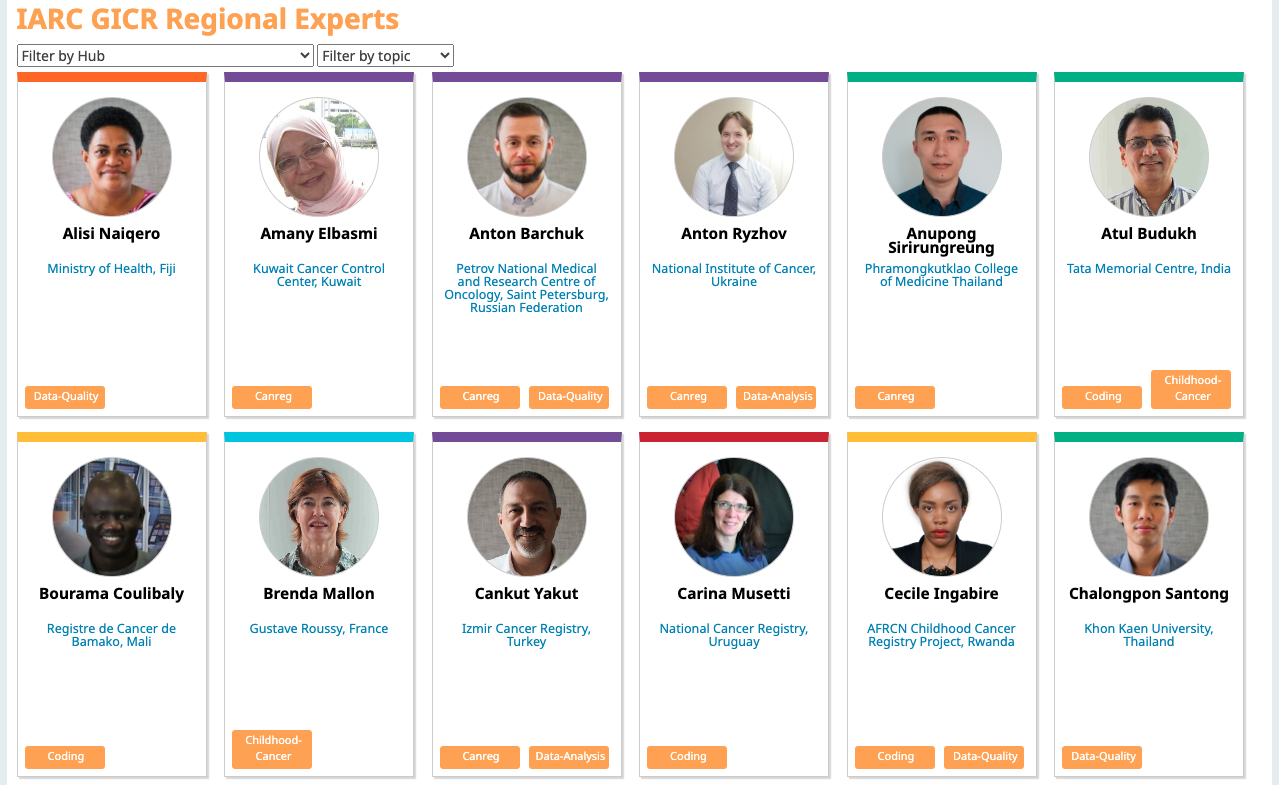 IARC GICR Regional Experts
Filter by Hub
Filter by topic
Alisi Naiqero
Ministry of Health, Fiji
Data-Quality
Amany Elbasmi
Kuwait Cancer Control
Center, Kuwait
Canreg
Anton Barchuk
Petrov National Medical
and Research Centre of
Oncology, Saint Petersburg,
Russian Federation
Canreg
Data-Quality
Anton Ryzhov
National Institute of Cancer,
Ukraine
Canreg
Data-Analysis
Anupong
Sirirungreung
Phramongkutklao College
of Medicine Thailand
Canreg
Atul Budukh
Tata Memorial Centre, India
Coding
Childhood-
Cancer
Bourama Coulibaly
Registre de Cancer de
Bamako, Mali
Coding
Brenda Mallon
Gustave Roussy, France
Childhood-
Cancer
Cankut Yakut
Izmir Cancer Registry,
Turkey
Canreg
Data-Analysis
Carina Musetti
National Cancer Registry,
Uruguay
Coding
Cecile Ingabire
AFRCN Childhood Cancer
Registry Project, Rwanda
Coding
Data-Quality
Chalongpon Santong
Khon Kaen University,
Thailand
Data-Quality